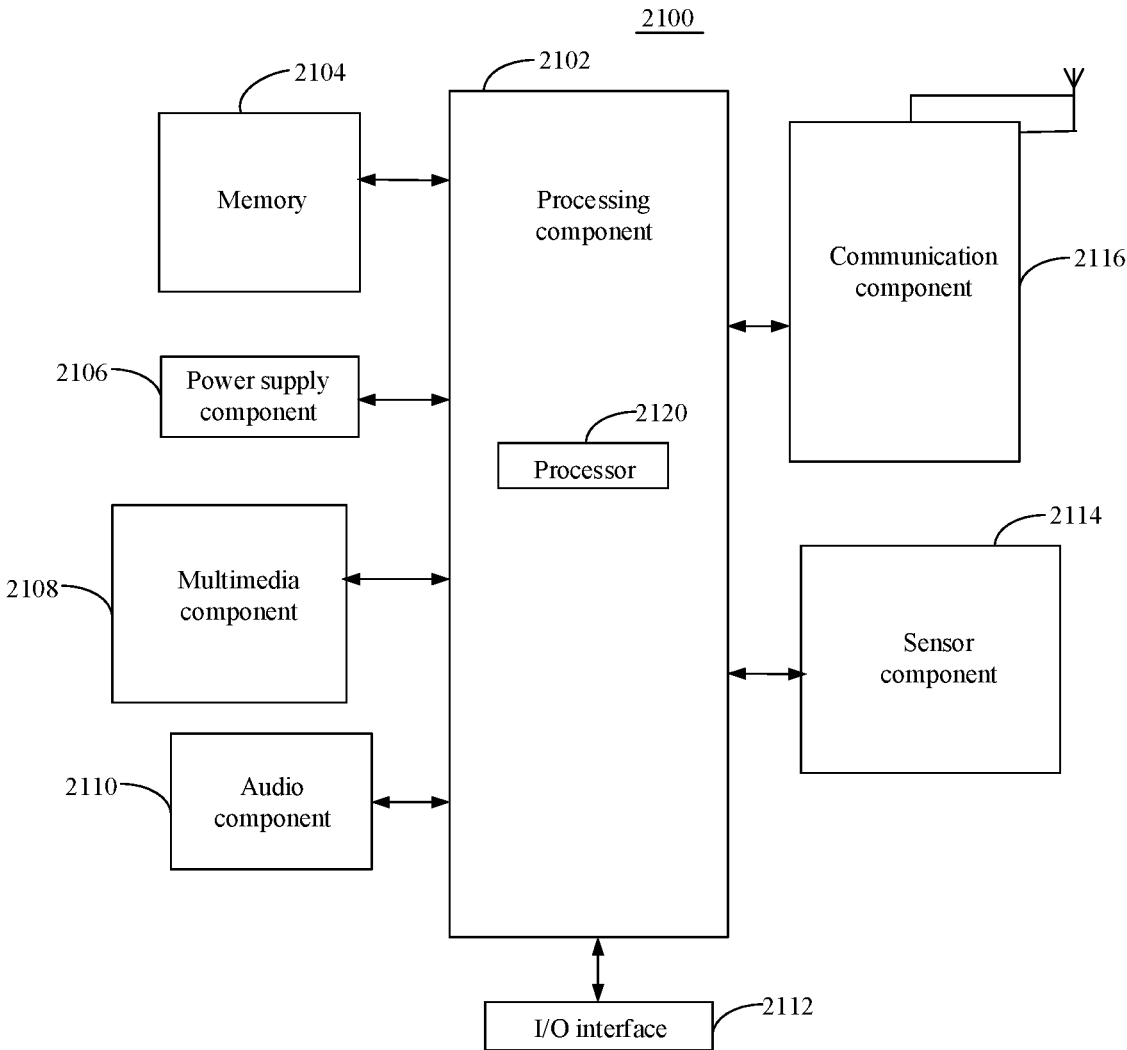 2100
2102
2104
Memory
Processing
component
Communication
component
2116
2106
Power supply
component
2120
Processor
2114
Multimedia
component
2108
Sensor
component
2110
Audio
component
I/O interface
2112